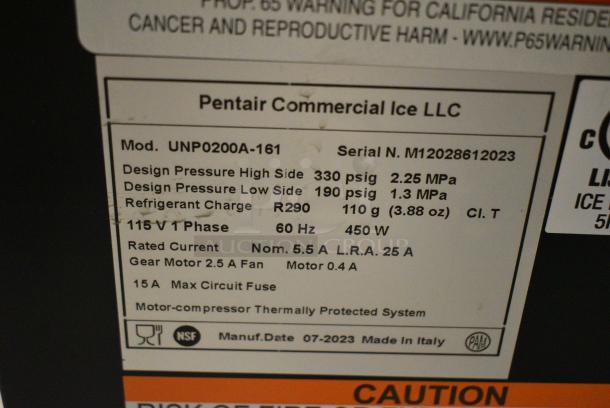 PROP. 65 WARNING FOR CALIFORNIA RESIDE
CANCER AND REPRODUCTIVE HARM - WWW.P65WARNIN
Pentair Commercial Ice LLC
Mod. UNP0200A-161 Serial N. M12028612023
Design Pressure High Side 330 psig 2.25 MPa
Design Pressure Low Side 190 psig 1.3 MPa
Refrigerant Charge R290 110 g (3.88 oz) Cl. T
115 V 1 Phase 60 Hz 450 W
Rated Current Nom. 5.5 A L.R.A. 25 A
Gear Motor 2.5 A Fan Motor 0.4 A
15 A Max Circuit Fuse
Motor-compressor Thermally Protected System
NSF Manuf.Date 07-2023 Made in Italy PAM
C
LI
ICE
CAUTION